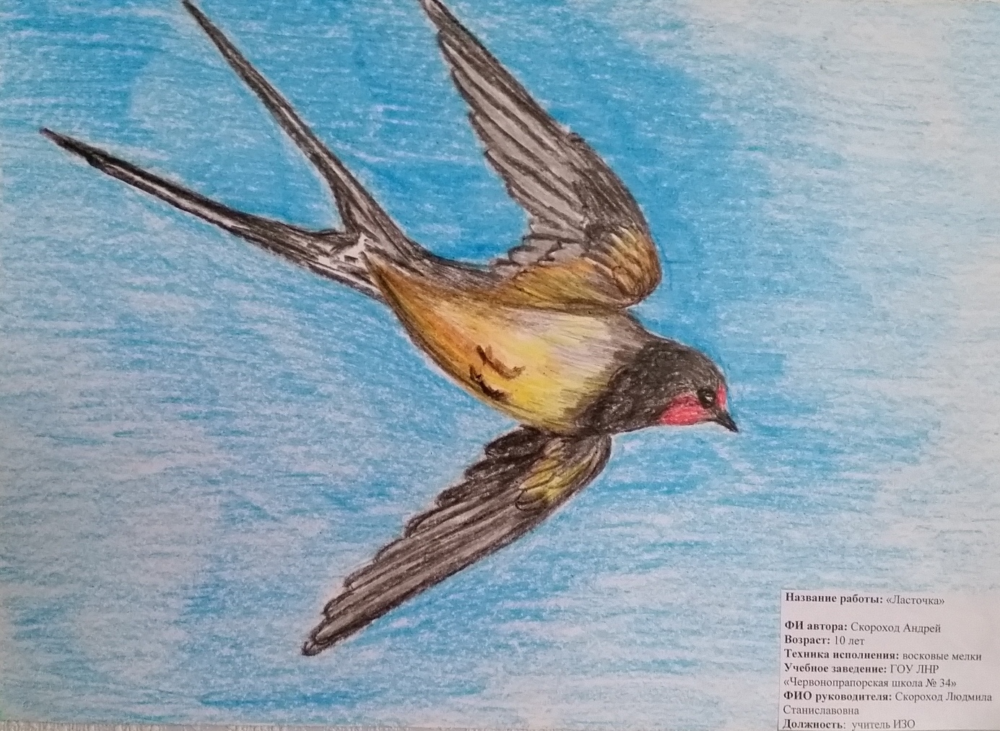 Название работы: «Ласточка»
ФИ автора: Скороход Андрей
Возраст: 10 лет
Техника исполнения: восковые мелки
Учебное заведение: ГОУ ЛНР
«Червонопрапорская школа № 34»
ФИО руководителя: Скороход Людмила
Станиславовна
Должность: учитель ИЗО